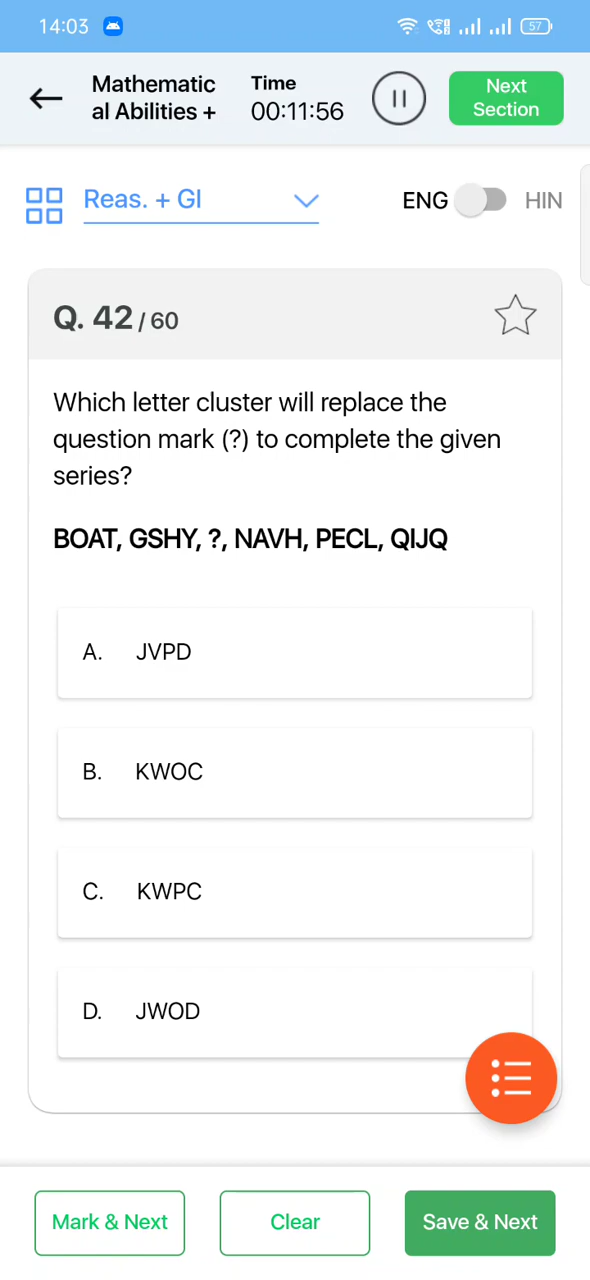 14:03
57
Mathematic
al Abilities +
Time
00:11:56
Next
Section
Reas. + GI
ENG
HIN
Q. 42 / 60
Which letter cluster will replace the
question mark (?) to complete the given
series?
BOAT, GSHY, ?, NAVH, PECL, QIJQ
A. JVPD
B. KWOC
C. KWPC
D. JWOD
Mark & Next
Clear
Save & Next